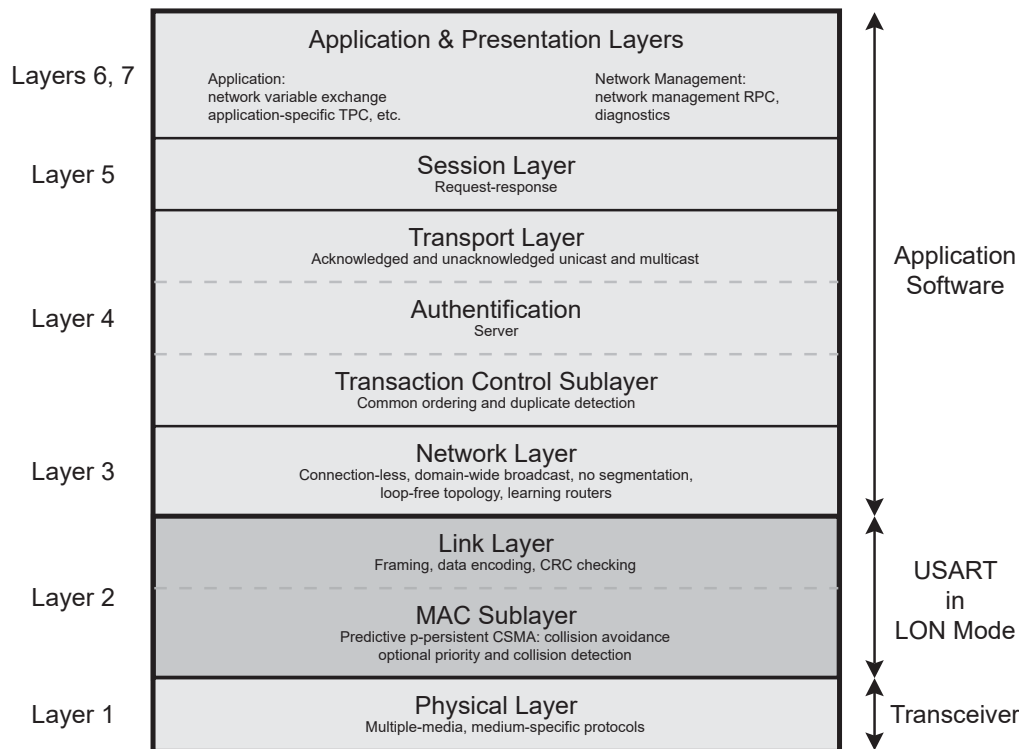 Application & Presentation Layers
Layers 6, 7
Application:
network variable exchange
application-specific TPC, etc.
Network Management:
network management RPC,
diagnostics
Layer 5
Session Layer
Request-response
Transport Layer
Acknowledged and unacknowledged unicast and multicast
Application
Software
Layer 4
Authentification
Server
Transaction Control Sublayer
Common ordering and duplicate detection
Layer 3
Network Layer
Connection-less, domain-wide broadcast, no segmentation,
loop-free topology, learning routers
Layer 2
Link Layer
Framing, data encoding, CRC checking
MAC Sublayer
Predictive p-persistent CSMA: collision avoidance
optional priority and collision detection
USART
in
LON Mode
Layer 1
Physical Layer
Multiple-media, medium-specific protocols
Transceiver